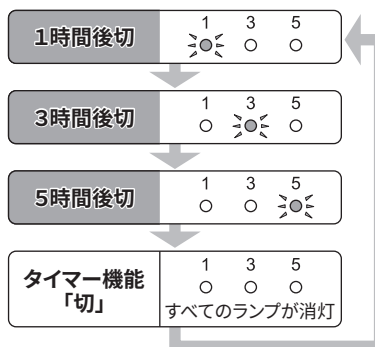 1時間後切
1 3 5
3時間後切
1 3 5
5時間後切
1 3 5
タイマー機能
「切」
1 3 5
すべてのランプが消灯